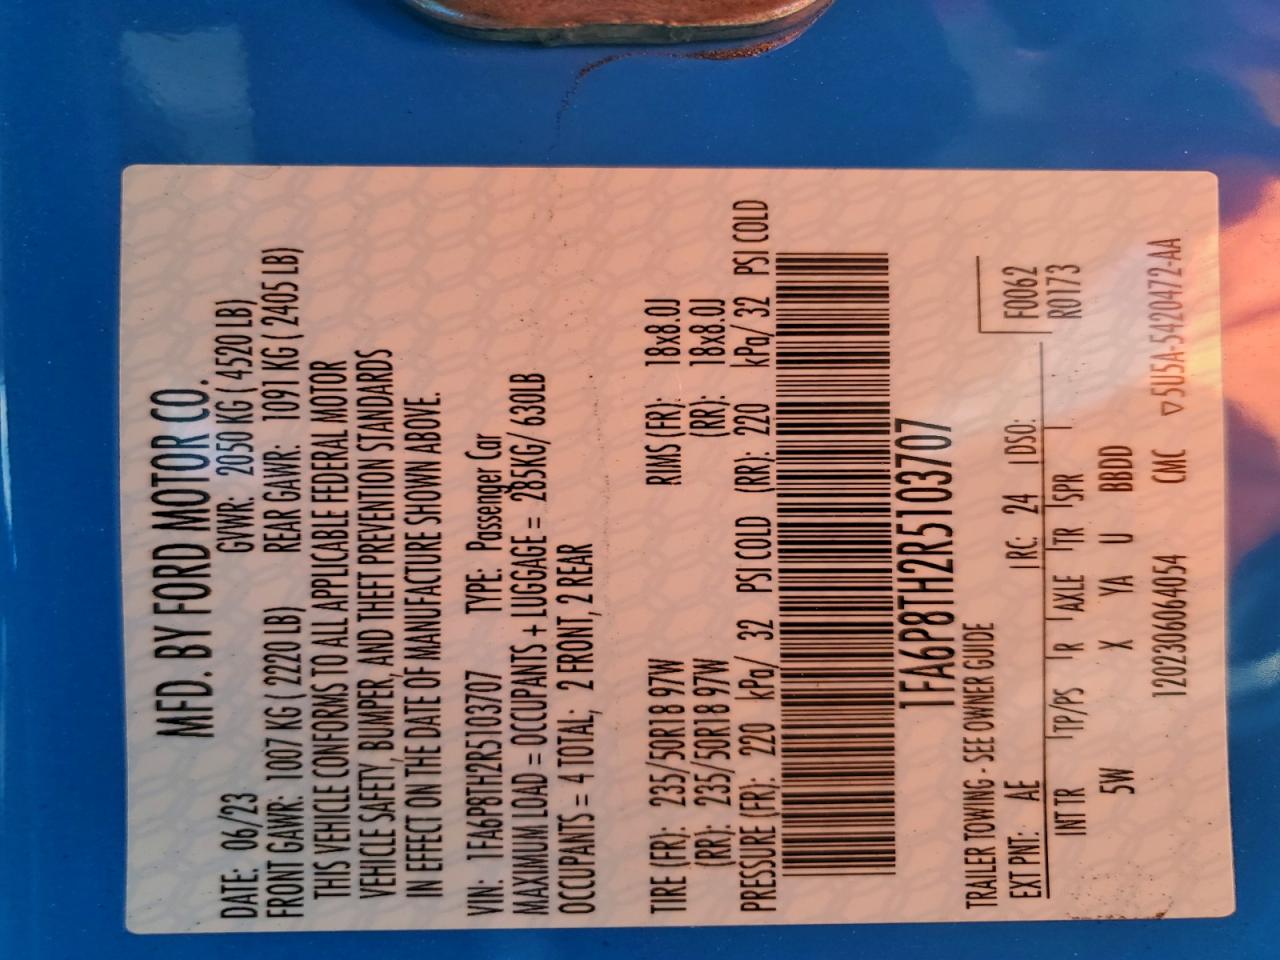 MFD. BY FORD MOTOR CO.
DATE: 06/23 GVWR: 2050 KG ( 4520 LB)
FRONT GAWR: 1007 KG ( 2220 LB) REAR GAWR: 1091 KG ( 2405 LB)
THIS VEHICLE CONFORMS TO ALL APPLICABLE FEDERAL MOTOR
VEHICLE SAFETY, BUMPER, AND THEFT PREVENTION STANDARDS
IN EFFECT ON THE DATE OF MANUFACTURE SHOWN ABOVE.
VIN: 1FA6P8TH2R5103707 TYPE: Passenger Car
MAXIMUM LOAD = OCCUPANTS + LUGGAGE = 285KG/ 630LB
OCCUPANTS = 4 TOTAL; 2 FRONT, 2 REAR
TIRE (FR): 235/50R18 97W RIMS (FR): 18x8.0J
(RR): 235/50R18 97W (RR): 18x8.0J
PRESSURE (FR): 220 kPa/ 32 PSI COLD (RR): 220 kPa/ 32 PSI COLD
1FA6P8TH2R5103707
TRAILER TOWING - SEE OWNER GUIDE
F0062
EXT PNT: AE RC: 24 DSO:
R0173
INT TR TP/PS R AXLE TR SPR
5W X YA U BBDD
120230606064054 CMC ▽5U5A-5420472-AA